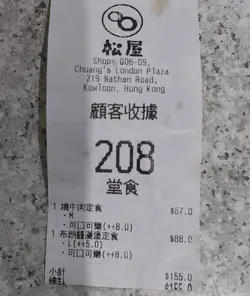 松屋
Shops G06-09,
Chuang's London Plaza
219 Nathan Road,
Kowloon, Hong Kong
顧客收據
208
堂食
1 燒牛肉定食 $67.0
・M
・可口可樂(++8.0)
1 布朗醬漢堡定食 $88.0
・L(++5.0)
・可口可樂(++8.0)
小計 $155.0
總計 $155.0